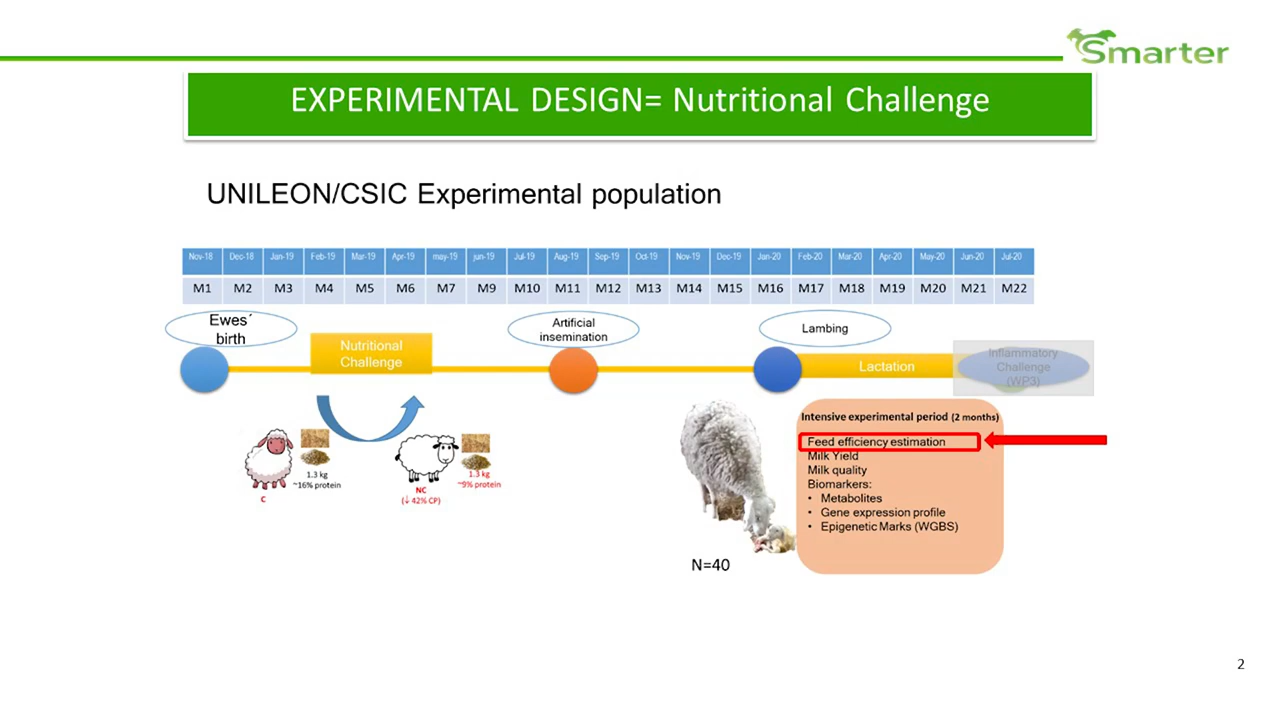 Smarter
EXPERIMENTAL DESIGN= Nutritional Challenge
UNILEON/CSIC Experimental population
Nov-18 Dec-18 Jan-19 Feb-19 Mar-19 Apr-19 may-19 jun-19 Jul-19 Aug-19 Sep-19 Oct-19 Nov-19 Dec-19 Jan-20 Feb-20 Mar-20 Apr-20 May-20 Jun-20 Jul-20
M1 M2 M3 M4 M5 M6 M7 M9 M10 M11 M12 M13 M14 M15 M16 M17 M18 M19 M20 M21 M22
Ewes´
birth
Nutritional
Challenge
Artificial
insemination
Lambing
Lactation
Inflammatory
Challenge
(WP3)
1.3 kg
~16% protein
C
NC
(↓ 42% CP)
1.3 kg
~9% protein
N=40
Intensive experimental period (2 months)
Feed efficiency estimation
Milk Yield
Milk quality
Biomarkers:
• Metabolites
• Gene expression profile
• Epigenetic Marks (WGBS)
2